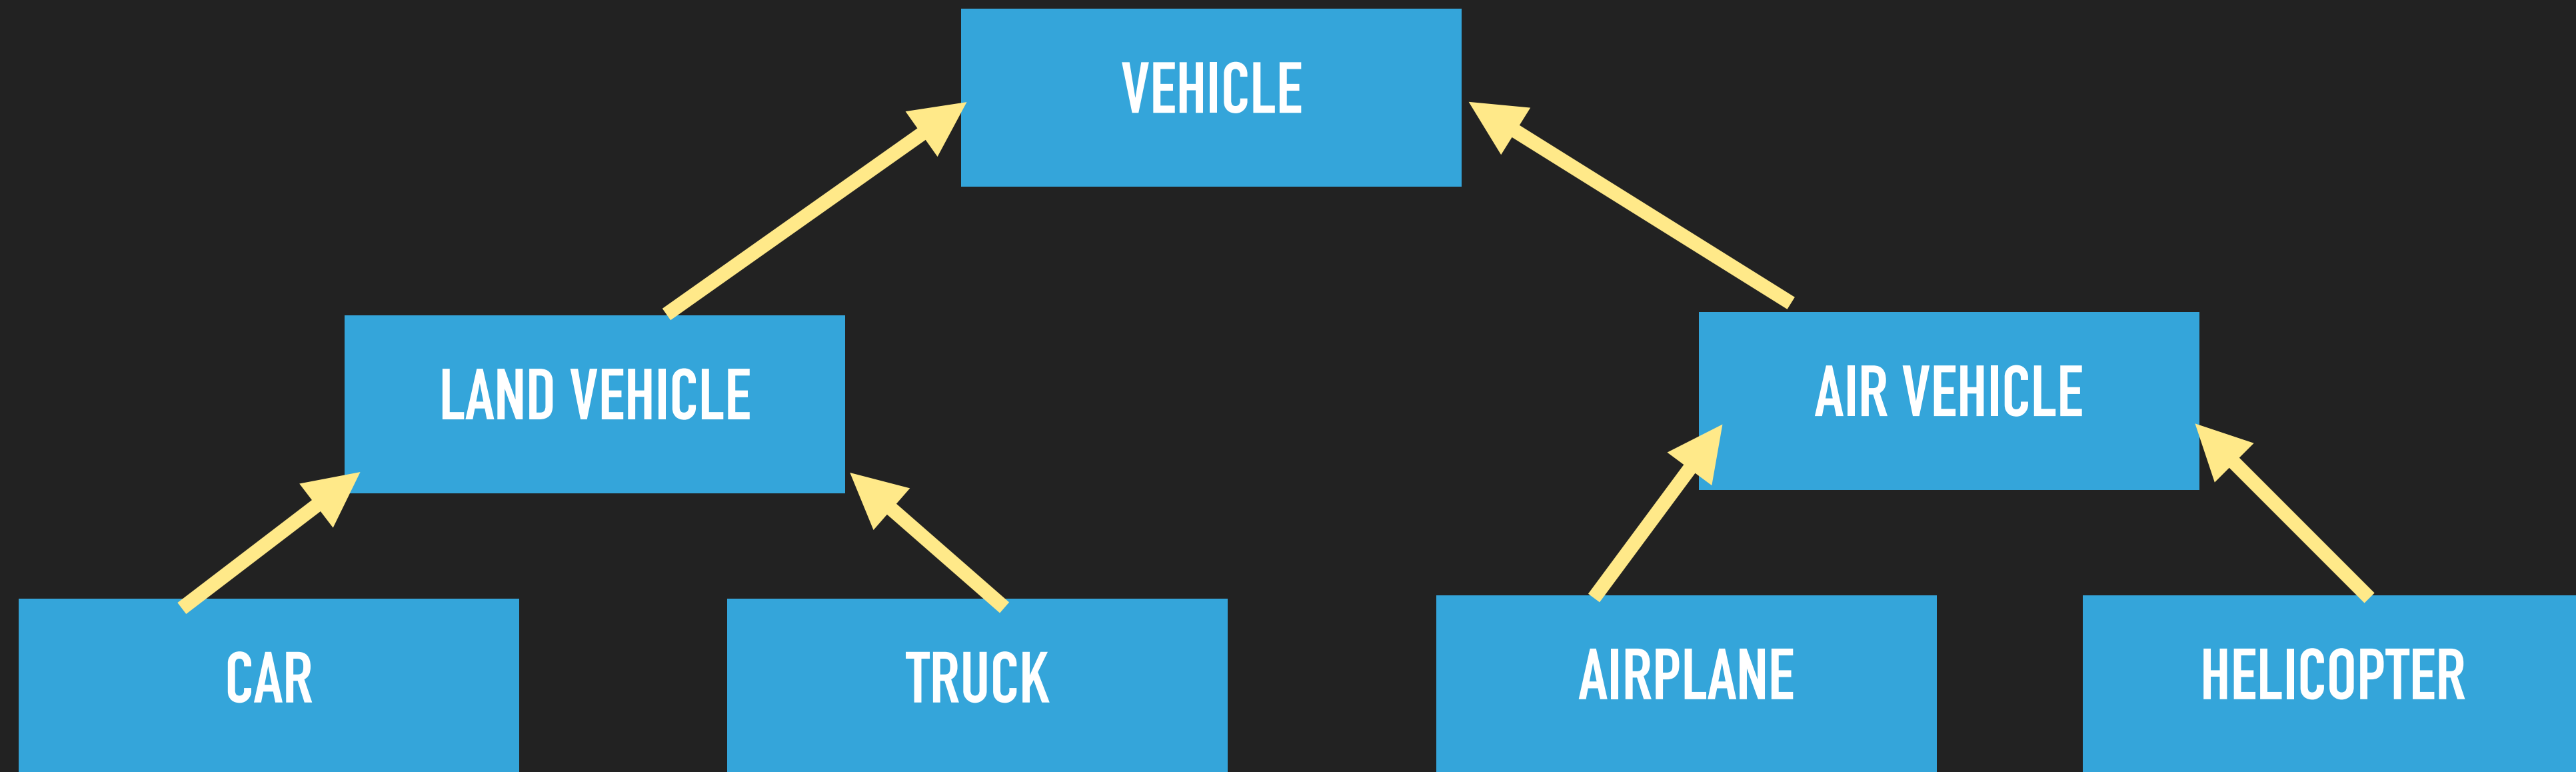 VEHICLE
LAND VEHICLE
AIR VEHICLE
CAR
TRUCK
AIRPLANE
HELICOPTER